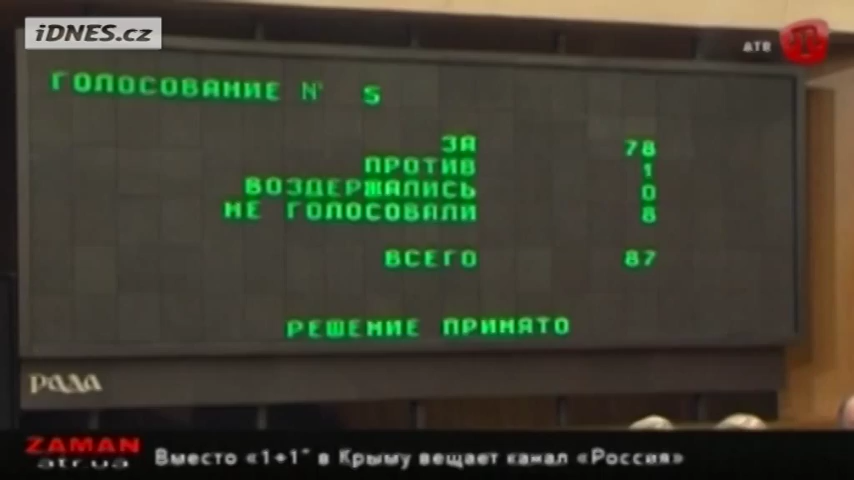 iDNES.cz
ATR
ГОЛОСОВАНИЕ N° 5
ЗА 78
ПРОТИВ 1
ВОЗДЕРЖАЛИСЬ 0
НЕ ГОЛОСОВАЛИ 8
ВСЕГО 87
РЕШЕНИЕ ПРИНЯТО
РАДА
ZAMAN
atr.ua
Вместо «1+1" в Крыму вещает канал «Россия»